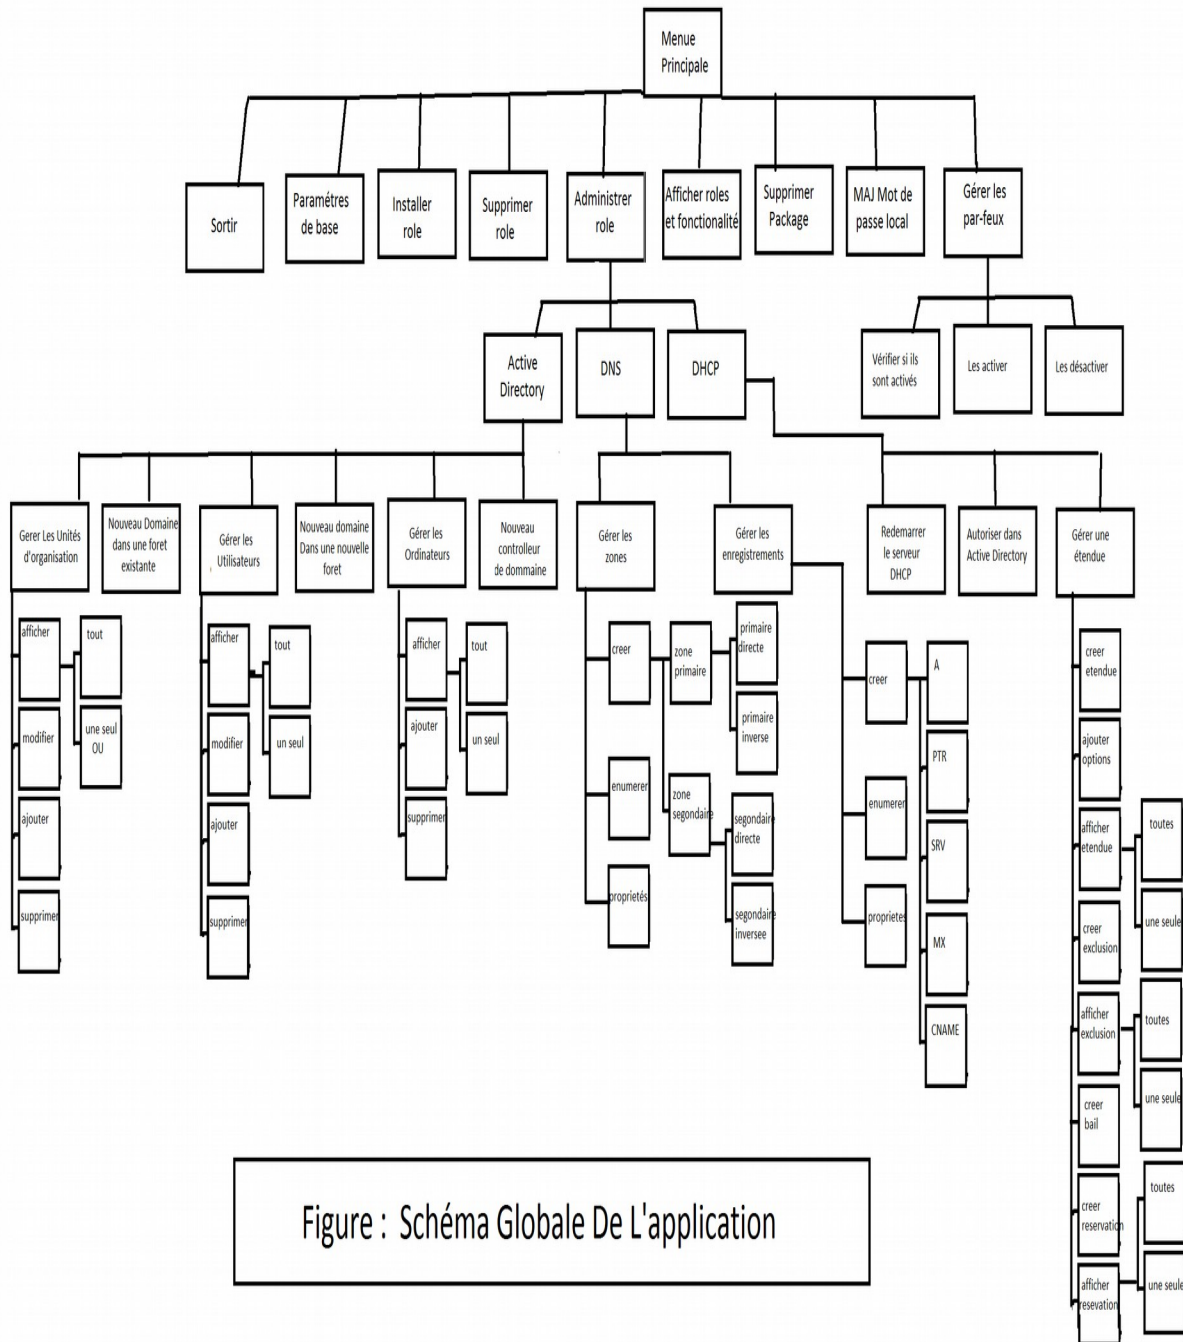 Menue
Principale
Sortir
Paramétres
de base
Installer
role
Supprimer
role
Administrer
role
Afficher roles
et fonctionalité
Supprimer
Package
MAJ Mot de
passe local
Gérer les
par-feux
Active
Directory
DNS
DHCP
Vérifier si ils
sont activés
Les activer
Les désactiver
Gerer Les Unités
d'organisation
Nouveau Domaine
dans une foret
existante
Gérer les
Utilisateurs
Nouveau domaine
Dans une nouvelle
foret
Gérer les
Ordinateurs
Nouveau
controlleur
de dommaine
Gérer les
zones
Gérer les
enregistrements
Redemarrer
le serveur
DHCP
Autoriser dans
Active Directory
Gérer une
étendue
afficher
tout
une seul
OU
modifier
ajouter
supprimer
afficher
tout
un seul
modifier
ajouter
supprimer
afficher
tout
un seul
ajouter
supprimer
creer
zone
primaire
primaire
directe
primaire
inverse
zone
segondaire
segondaire
directe
segondaire
inversee
enumerer
proprietés
creer
A
PTR
SRV
MX
CNAME
enumerer
proprietes
creer
etendue
ajouter
options
afficher
etendue
toutes
une seule
creer
exclusion
afficher
exclusion
toutes
une seule
creer
bail
creer
reservation
afficher
resevation
toutes
une seule
Figure : Schéma Globale De L'application